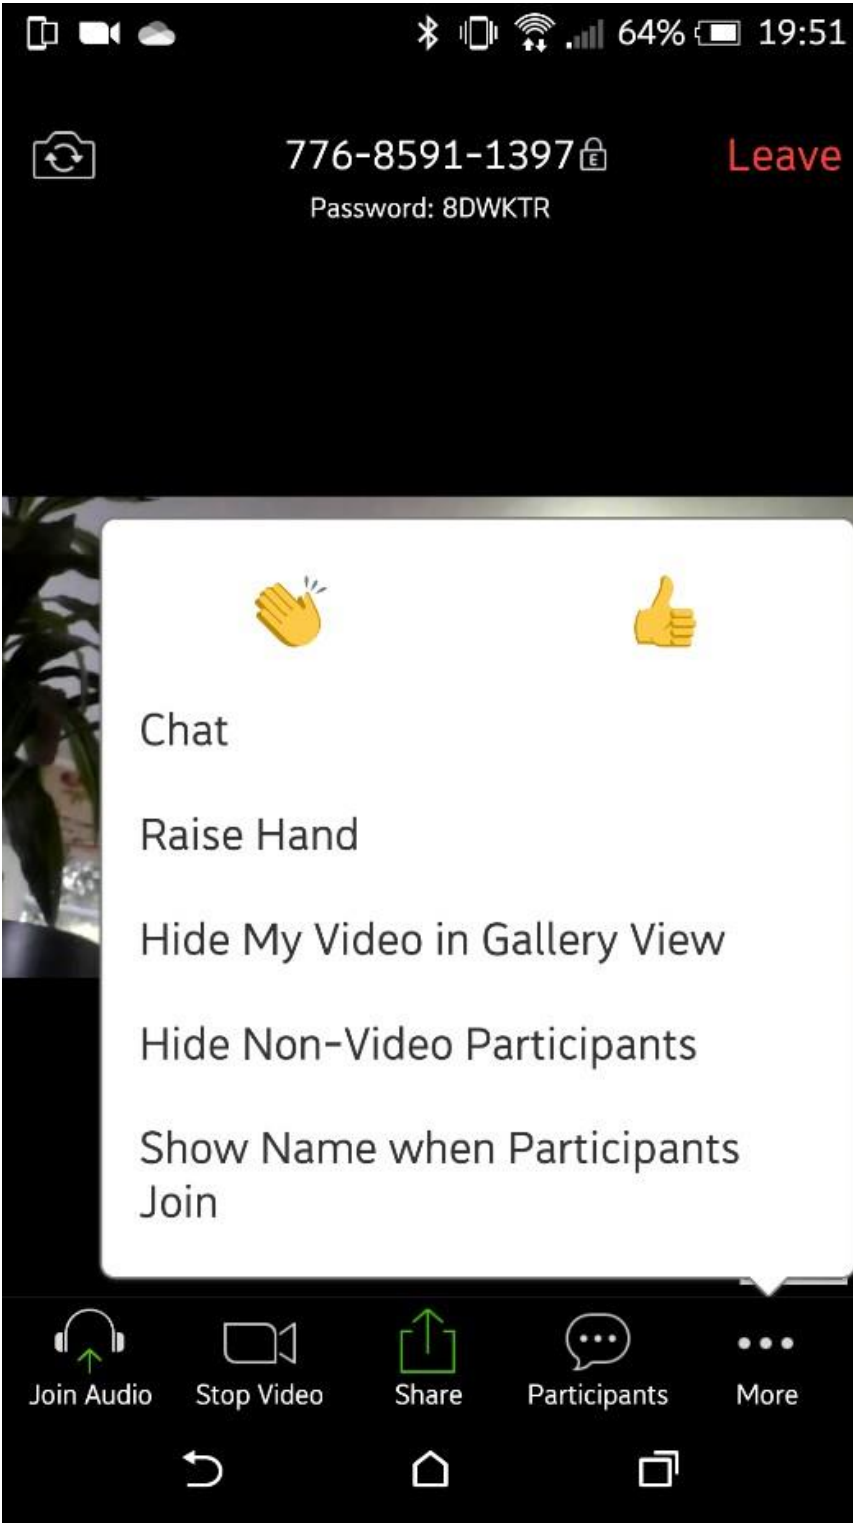 64% 19:51
776-8591-1397 E Leave
Password: 8DWKTR
Chat
Raise Hand
Hide My Video in Gallery View
Hide Non-Video Participants
Show Name when Participants
Join
Join Audio Stop Video Share Participants More